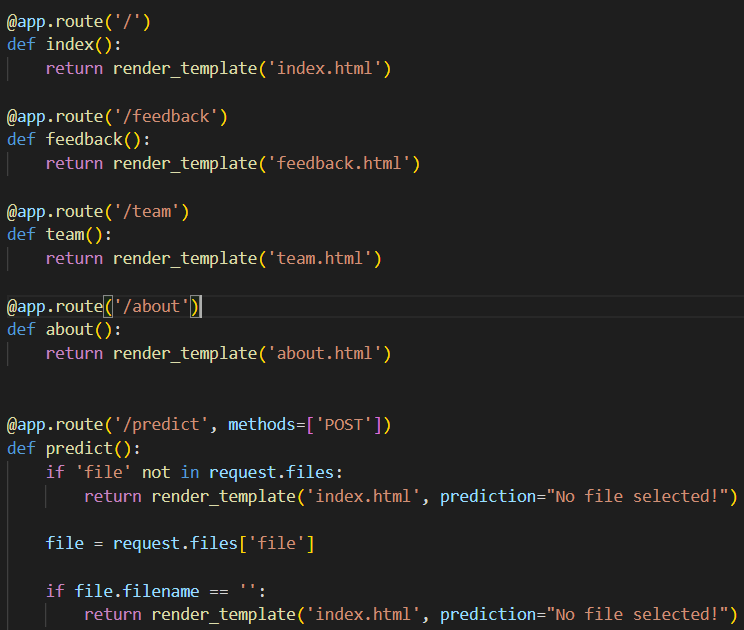 @app.route('/')
def index():
    return render_template('index.html')

@app.route('/feedback')
def feedback():
    return render_template('feedback.html')

@app.route('/team')
def team():
    return render_template('team.html')

@app.route('/about')
def about():
    return render_template('about.html')


@app.route('/predict', methods=['POST'])
def predict():
    if 'file' not in request.files:
        return render_template('index.html', prediction="No file selected!")

    file = request.files['file']

    if file.filename == '':
        return render_template('index.html', prediction="No file selected!")